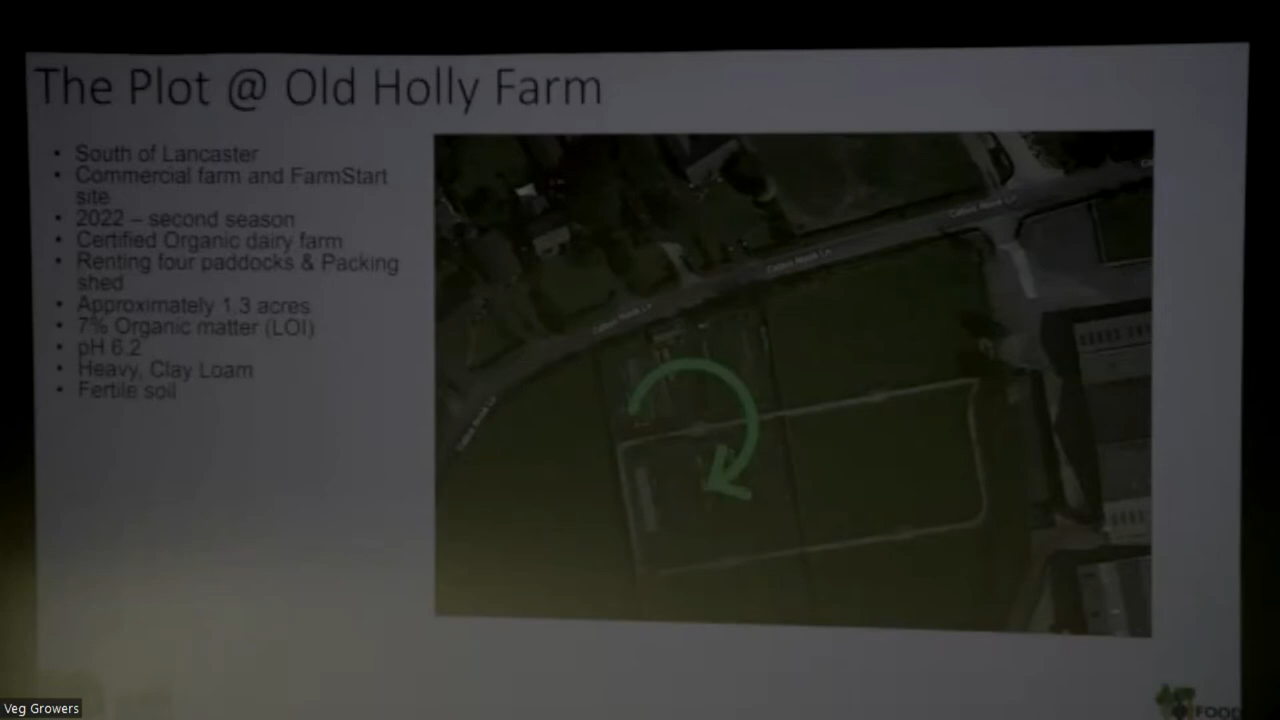 The Plot @ Old Holly Farm
• South of Lancaster
• Commercial farm and FarmStart
site
• 2022 – second season
• Certified Organic dairy farm
• Renting four paddocks & Packing
shed
• Approximately 1.3 acres
• 7% Organic matter (LOI)
• pH 6.2
• Heavy, Clay Loam
• Fertile soil
Veg Growers
FOOD